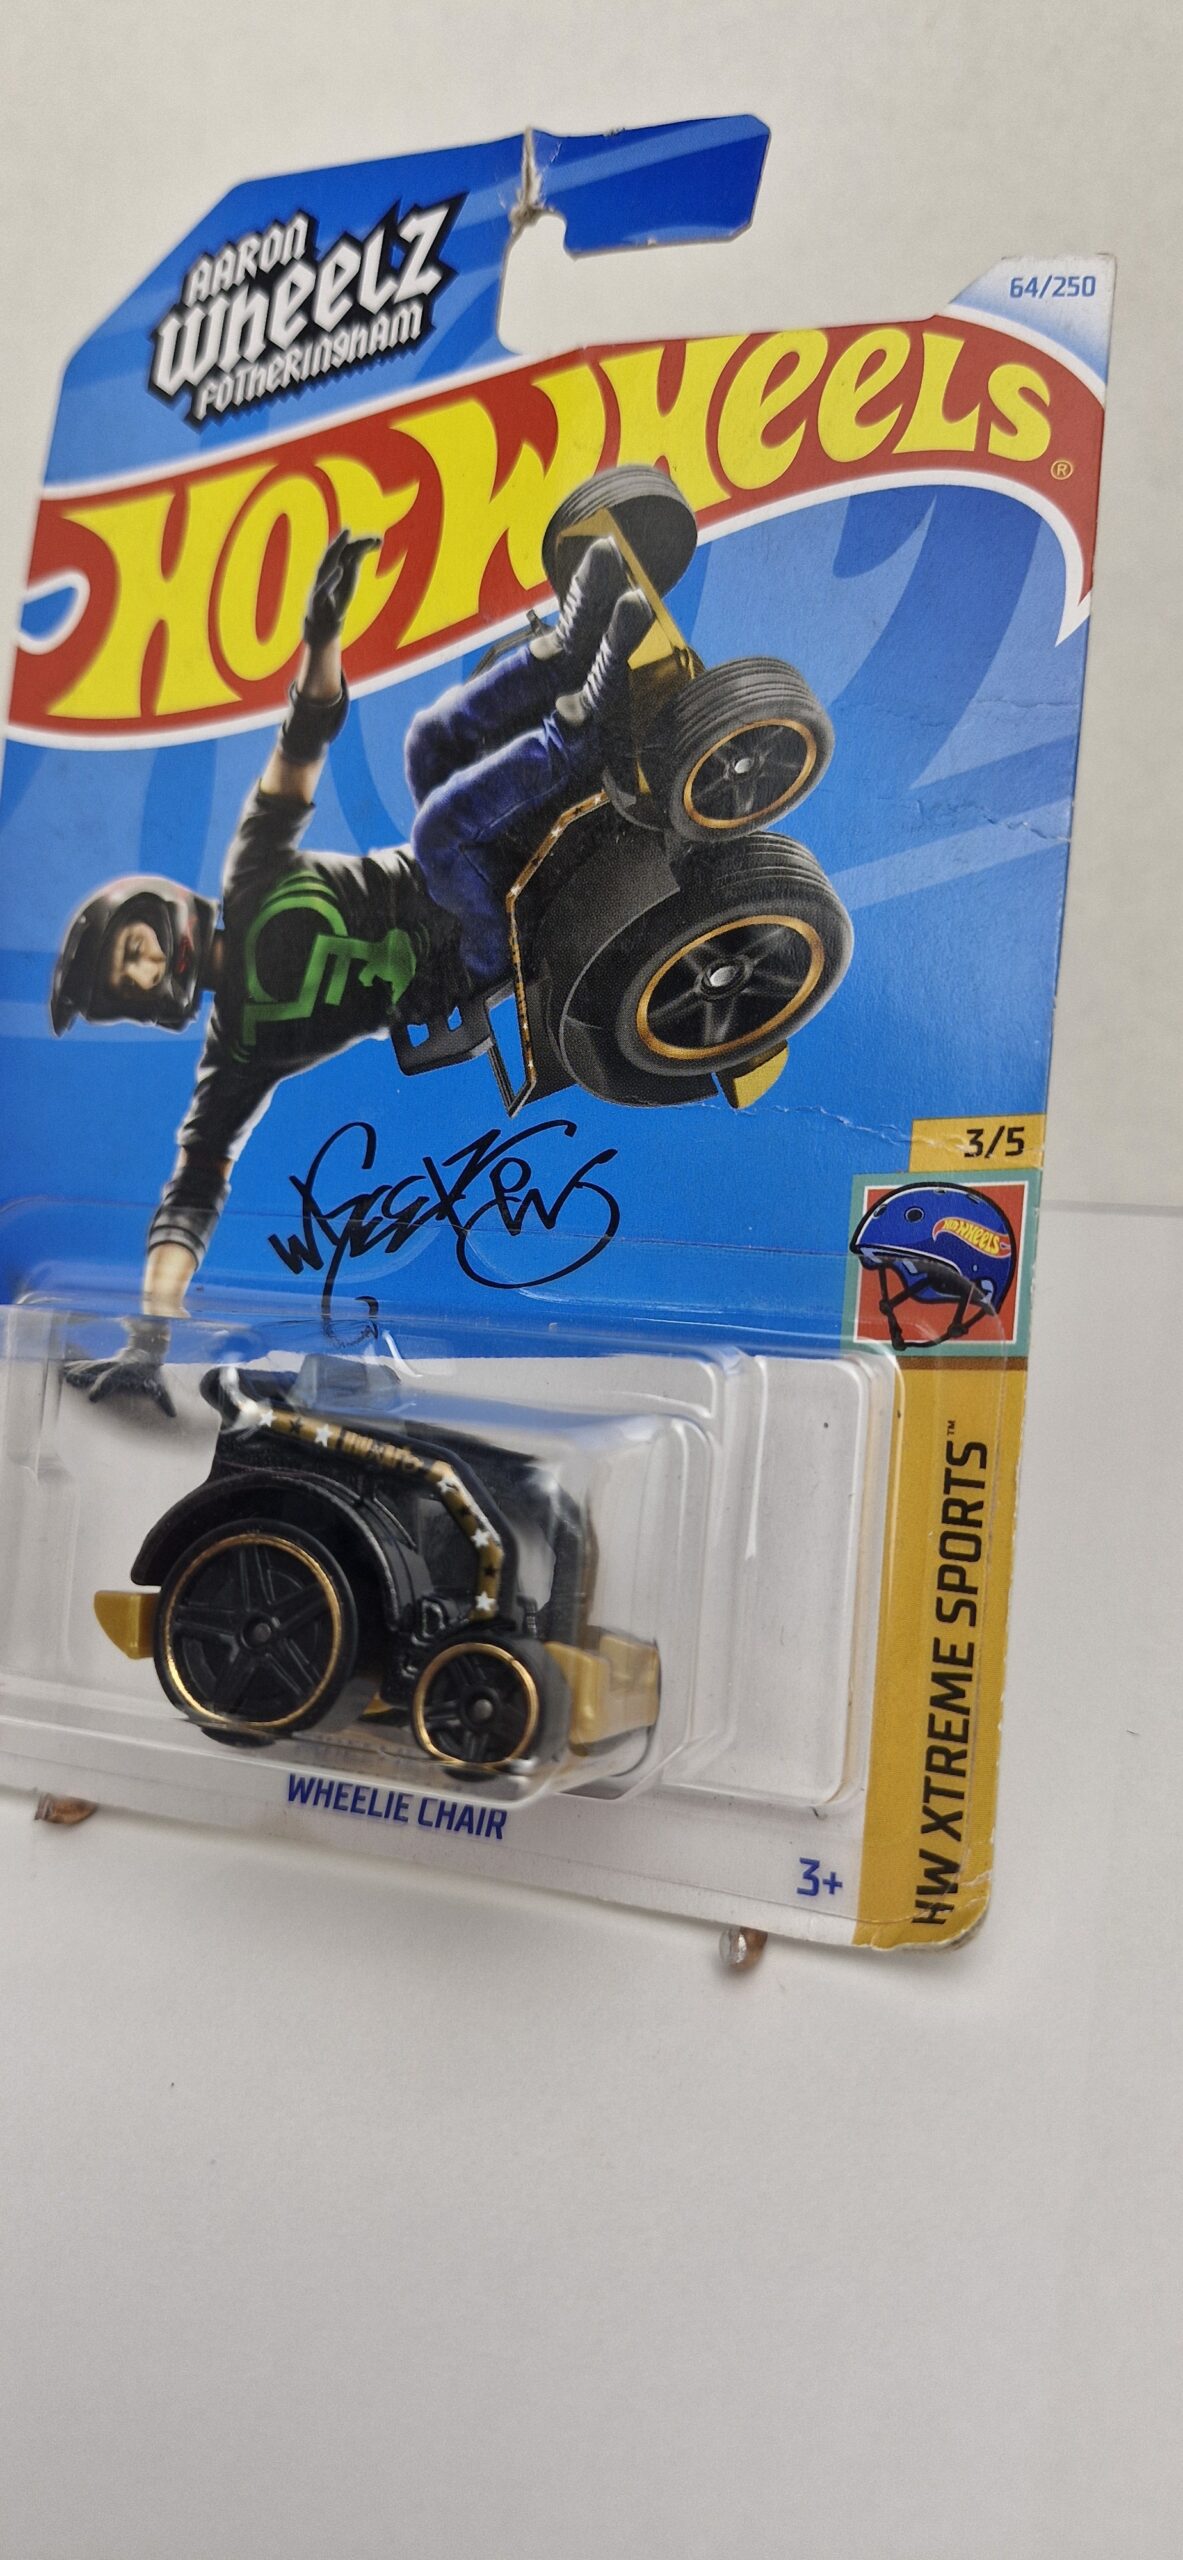 AARON
wheelz
FOTHERINGHAM
64/250
HOT WHEELS®
3/5
HOT WHEELS
HW XTREME SPORTS™
WHEELIE CHAIR
3+